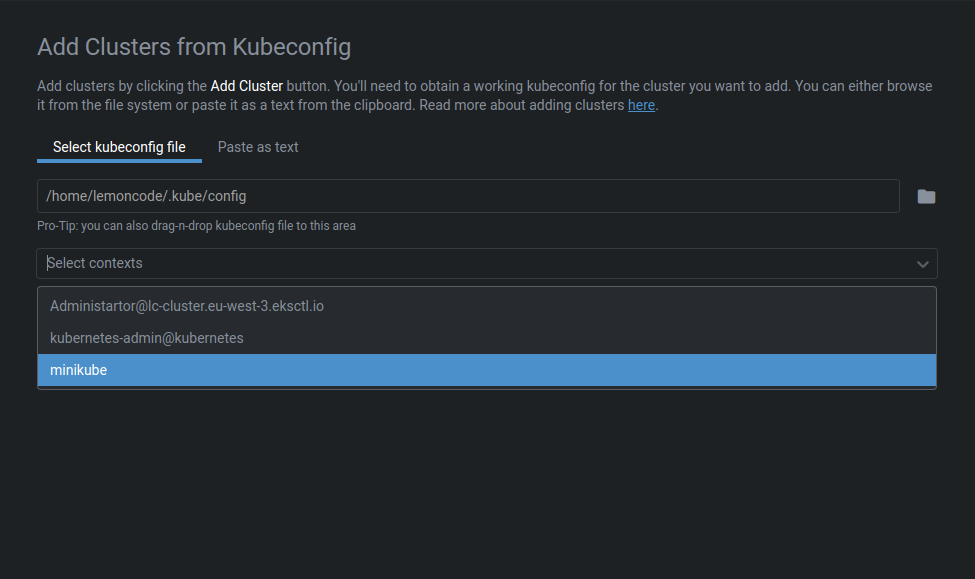 Add Clusters from Kubeconfig
Add clusters by clicking the Add Cluster button. You'll need to obtain a working kubeconfig for the cluster you want to add. You can either browse
it from the file system or paste it as a text from the clipboard. Read more about adding clusters here.
Select kubeconfig file Paste as text
/home/lemoncode/.kube/config
Pro-Tip: you can also drag-n-drop kubeconfig file to this area
Select contexts
Administartor@lc-cluster.eu-west-3.eksctl.io
kubernetes-admin@kubernetes
minikube